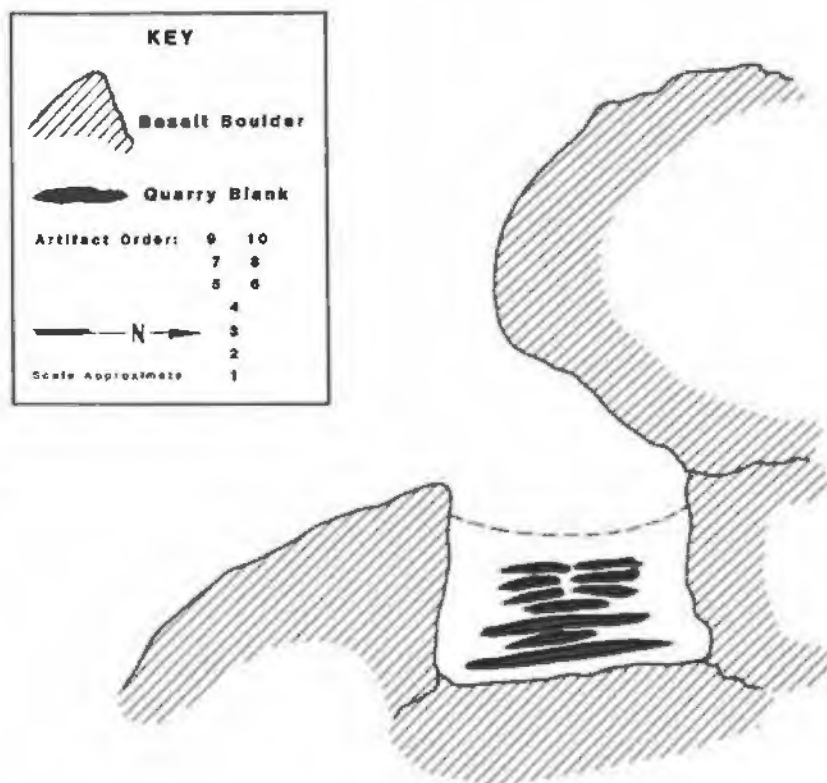 KEY
Basalt Boulder
Quarry Blank
Artifact Order: 9 10
7 8
5 6
4
N 3
2
Scale Approximate 1